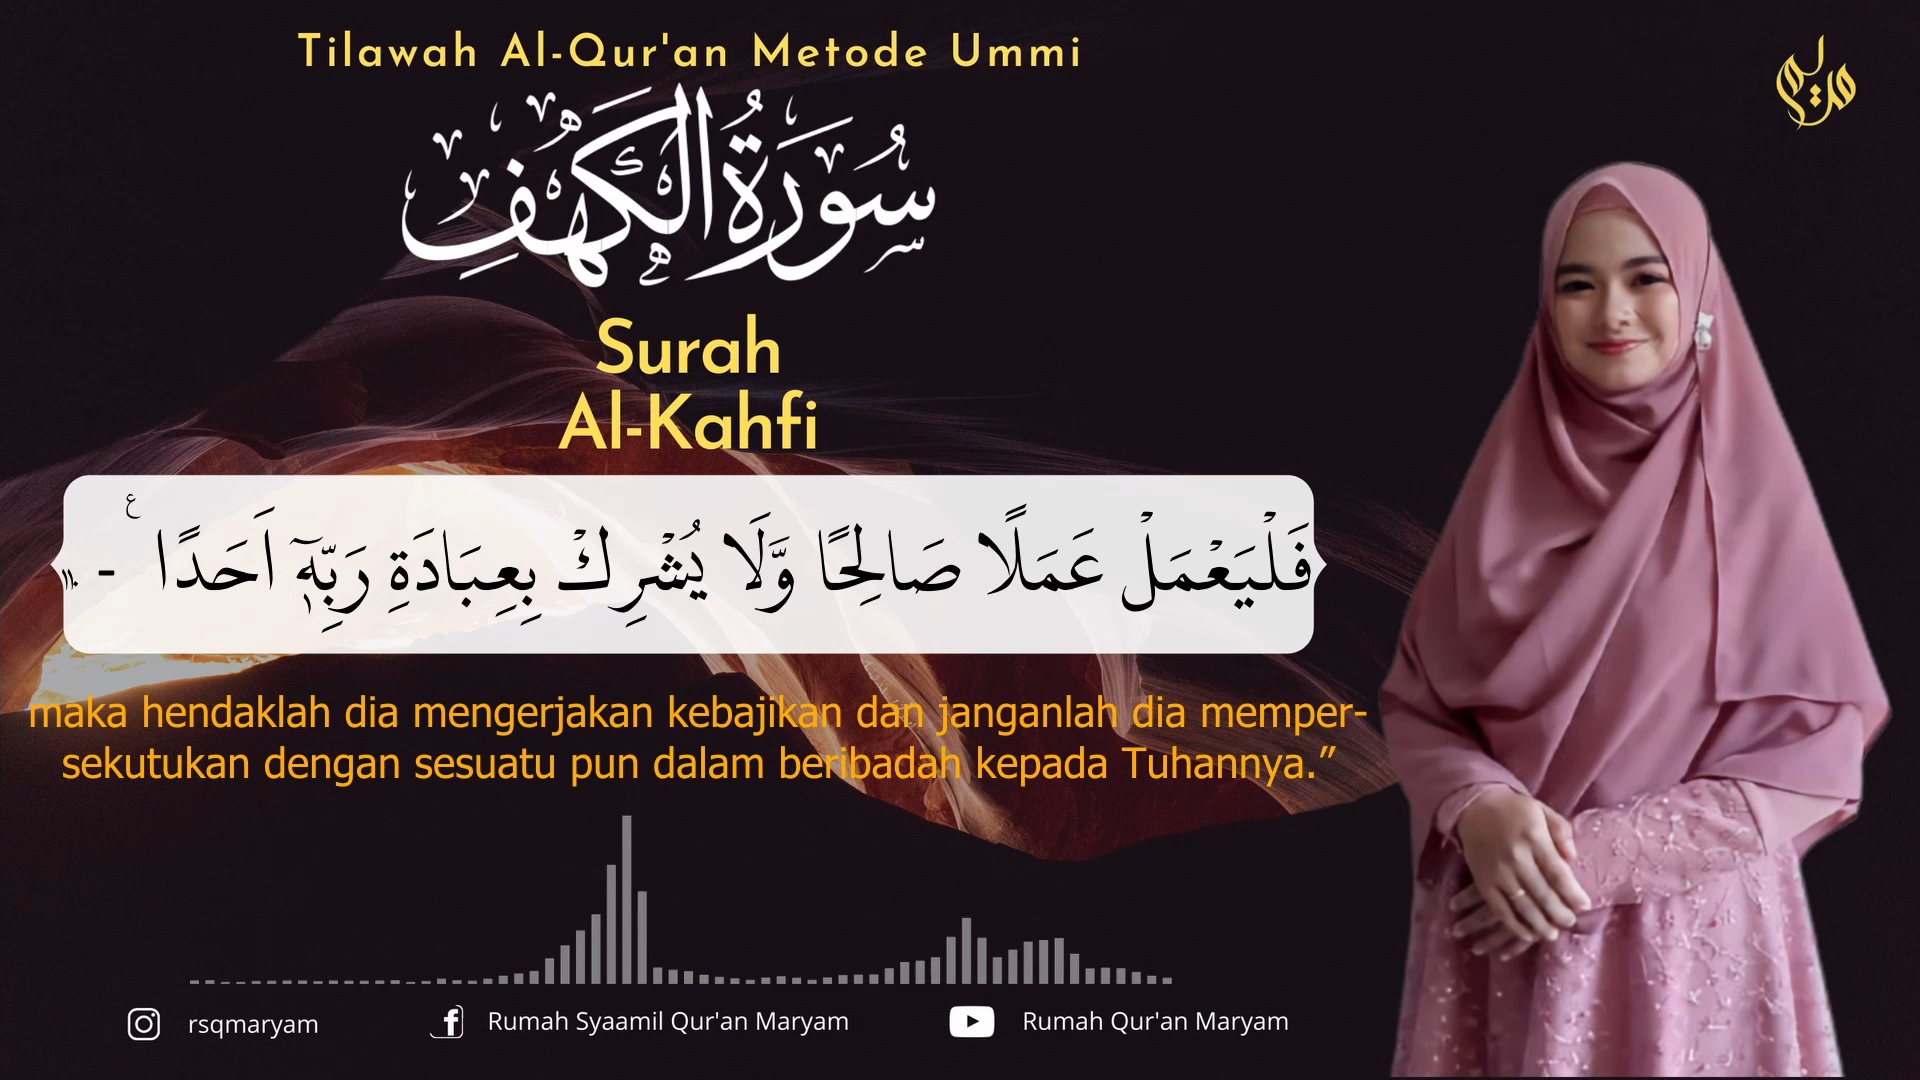 Tilawah Al-Qur'an Metode Ummi
سُورَةُ الْكَهْفِ
Surah
Al-Kahfi
فَلْيَعْمَلْ عَمَلًا صَالِحًا وَّلَا يُشْرِكْ بِعِبَادَةِ رَبِّهٖٓ اَحَدًا ࣖ - ١١٠
maka hendaklah dia mengerjakan kebajikan dan janganlah dia memper-
sekutukan dengan sesuatu pun dalam beribadah kepada Tuhannya.”
rsqmaryam
Rumah Syaamil Qur'an Maryam
Rumah Qur'an Maryam
مريم